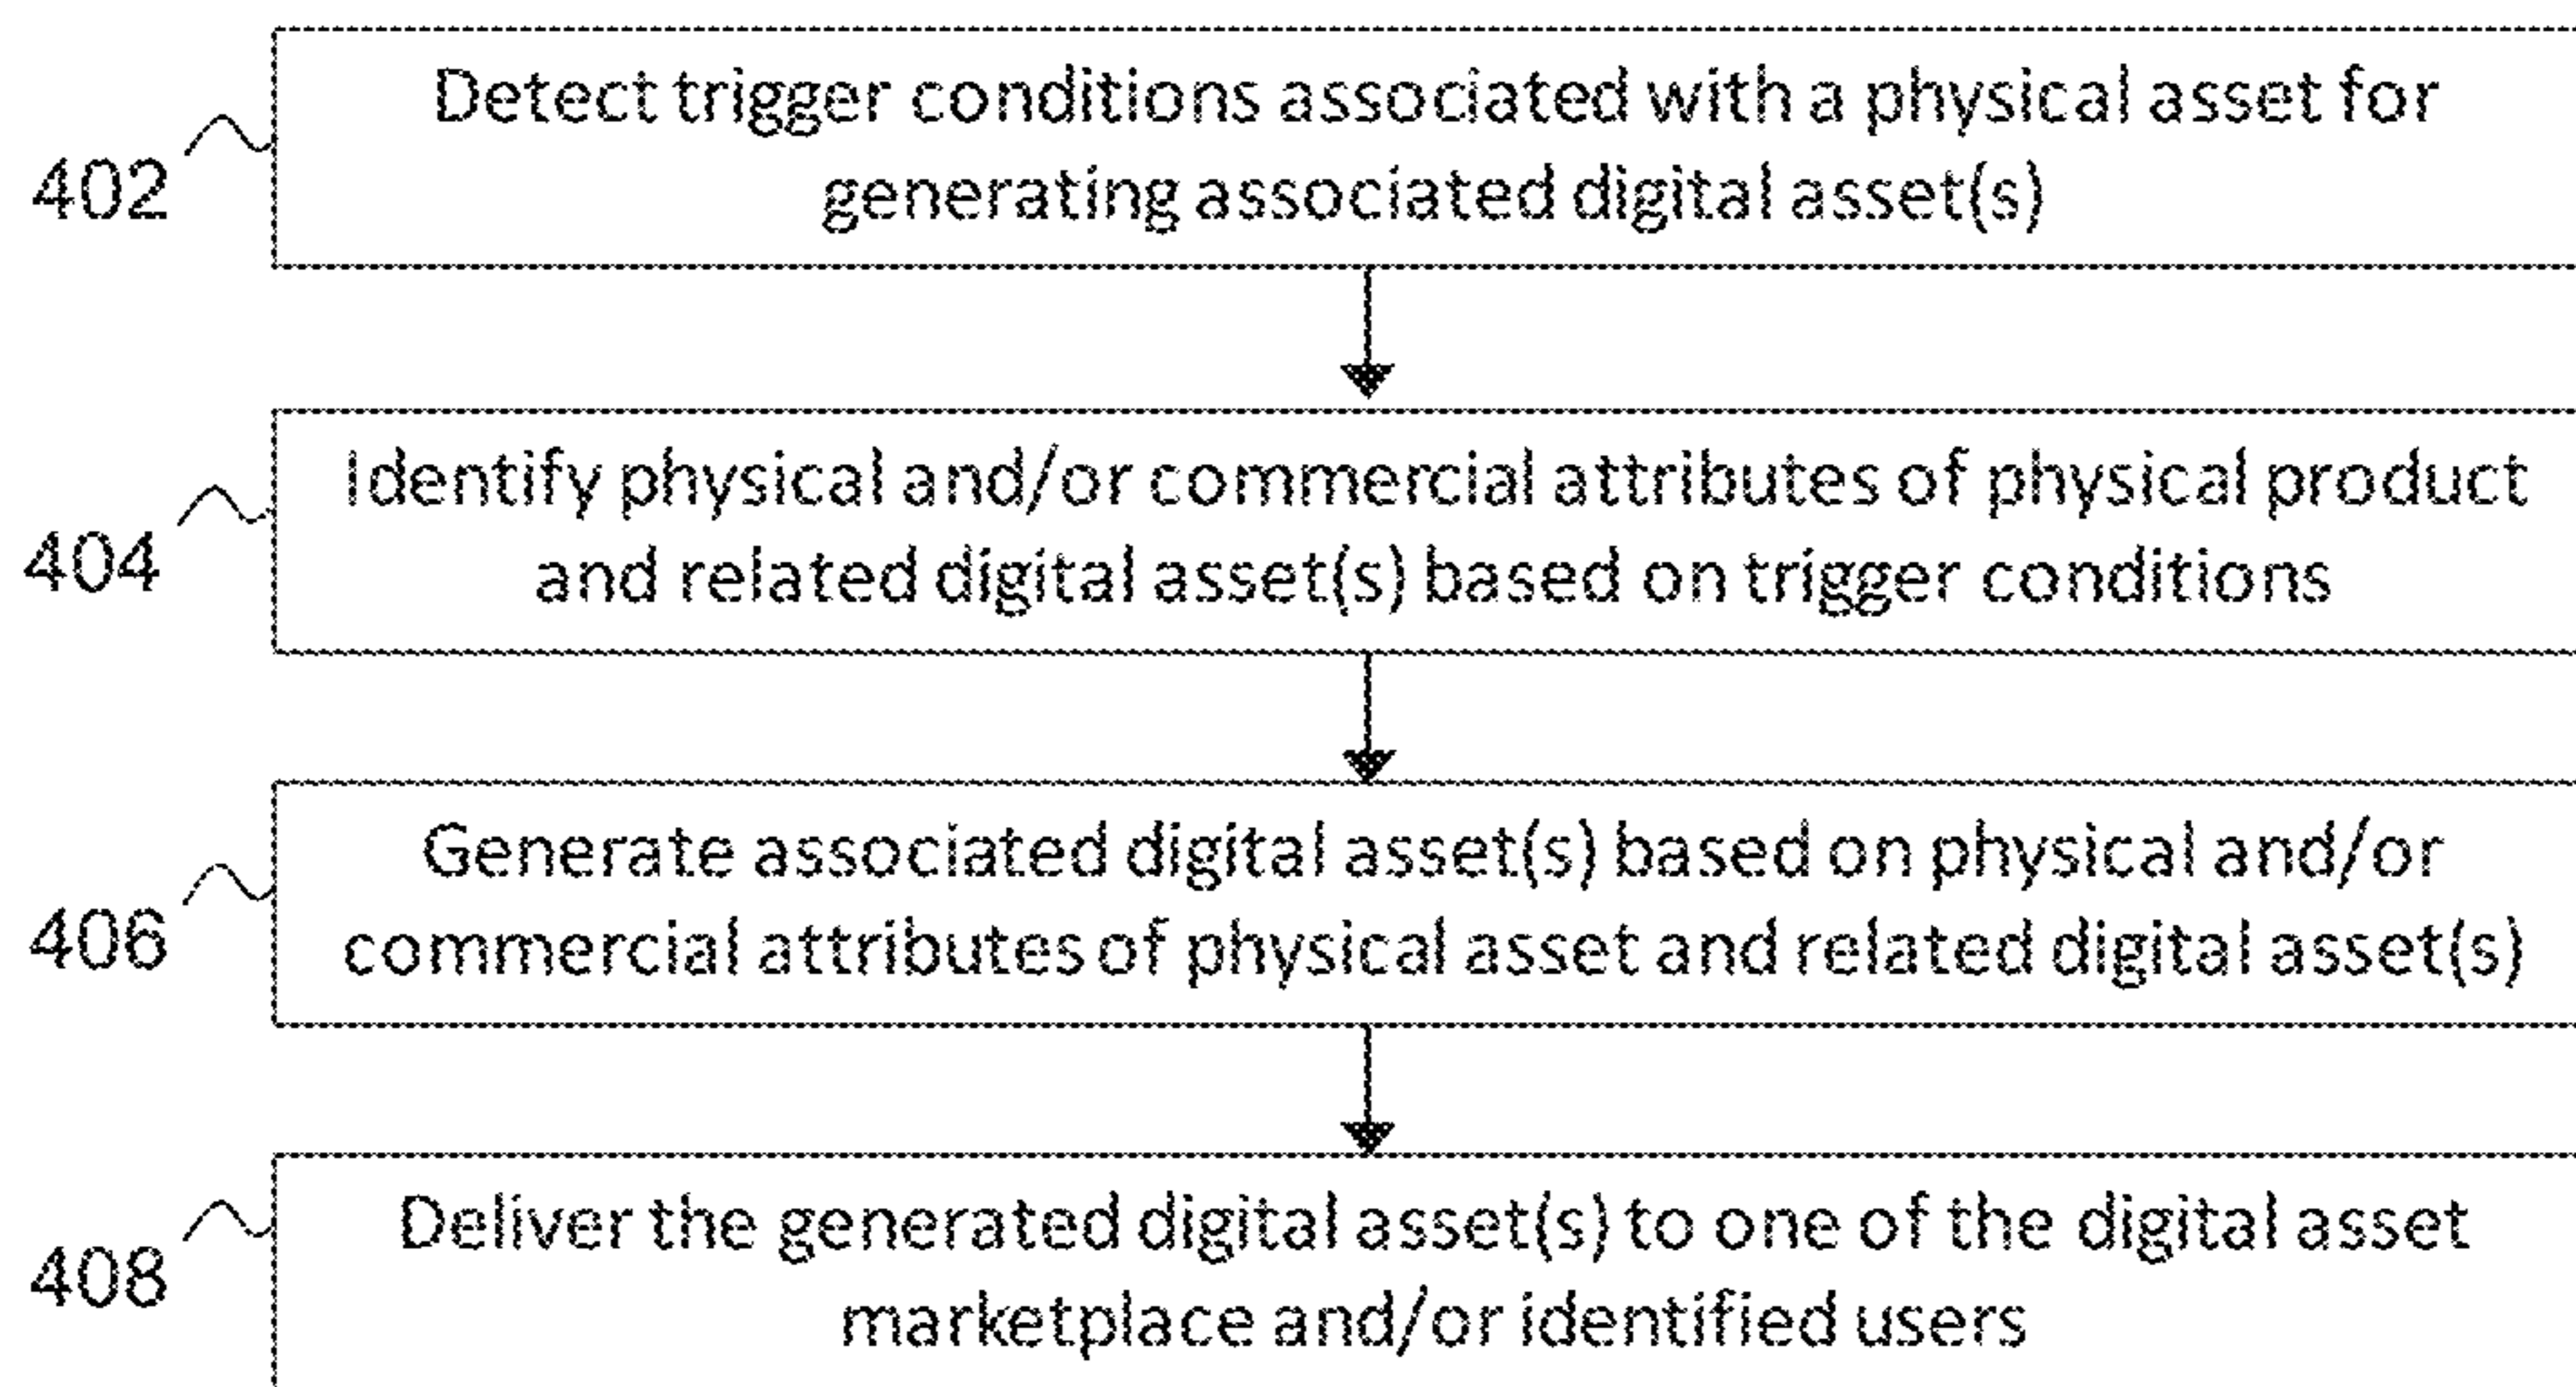 Detect trigger conditions associated with a physical asset for
generating associated digital asset(s)
402
Identify physical and/or commercial attributes of physical product
and related digital asset(s) based on trigger conditions
404
Generate associated digital asset(s) based on physical and/or
commercial attributes of physical asset and related digital asset(s)
406
Deliver the generated digital asset(s) to one of the digital asset
marketplace and/or identified users
408